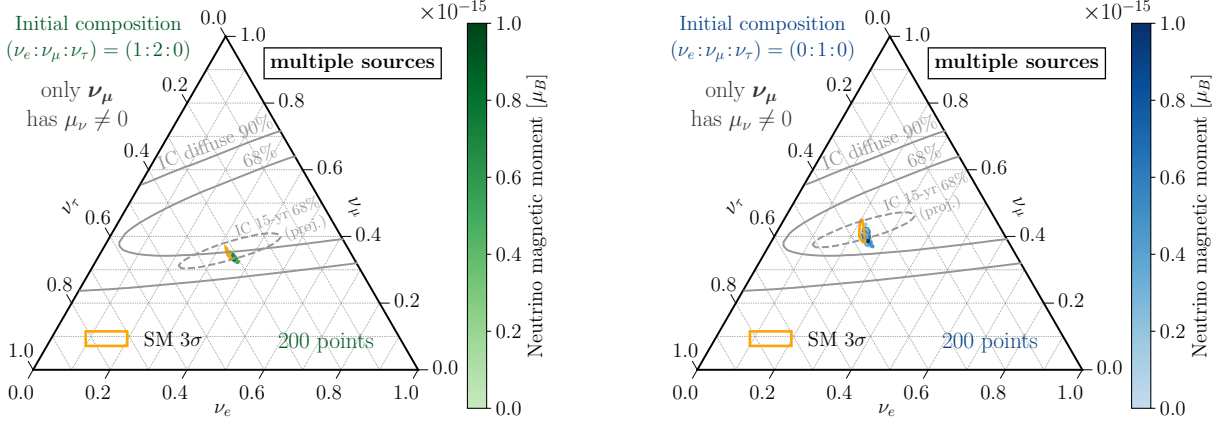 Initial composition
(νe : νμ : ντ) = (1 : 2 : 0)
only νμ
has μν ≠ 0
multiple sources
0.0
0.2
0.4
0.6
0.8
1.0
ντ
1.0
0.8
0.6
0.4
0.2
0.0
νμ
0.0
0.2
0.4
0.6
0.8
1.0
νe
IC diffuse 90%
68%
IC 15-yr 68%
(proj.)
SM 3σ
200 points
×10−15
1.0
0.8
0.6
0.4
0.2
0.0
Neutrino magnetic moment [μB]
Initial composition
(νe : νμ : ντ) = (0 : 1 : 0)
only νμ
has μν ≠ 0
multiple sources
0.0
0.2
0.4
0.6
0.8
1.0
ντ
1.0
0.8
0.6
0.4
0.2
0.0
νμ
0.0
0.2
0.4
0.6
0.8
1.0
νe
IC diffuse 90%
68%
IC 15-yr 68%
(proj.)
SM 3σ
200 points
×10−15
1.0
0.8
0.6
0.4
0.2
0.0
Neutrino magnetic moment [μB]